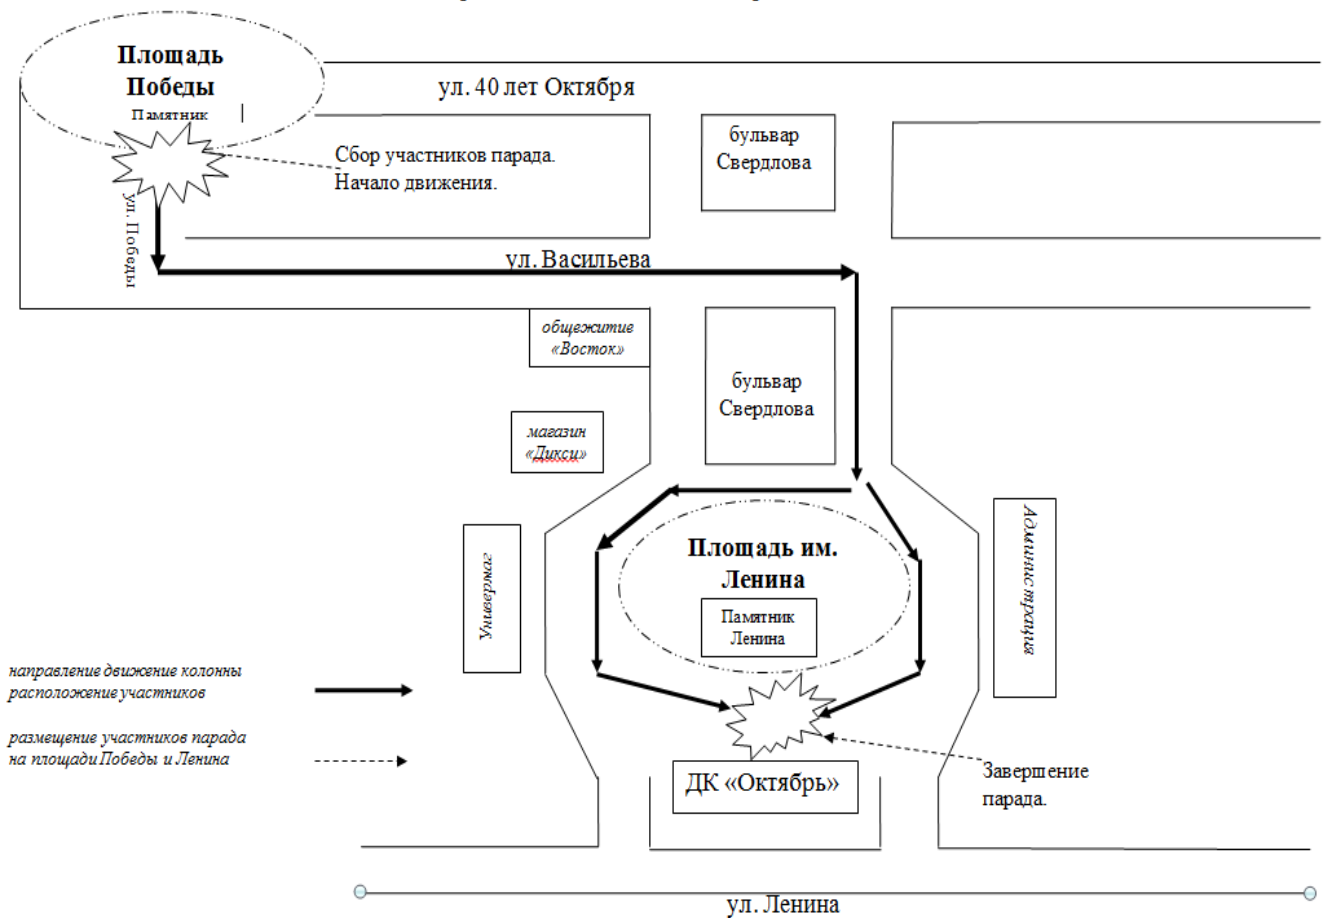 Площадь
Победы
Памятник
ул. 40 лет Октября
бульвар
Свердлова
Сбор участников парада.
Начало движения.
ул. Победы
ул. Васильева
общежитие
«Восток»
бульвар
Свердлова
магазин
«Дикси»
Универмаг
Площадь им.
Ленина
Памятник
Ленина
Администрация
направление движение колонны
расположение участников
размещение участников парада
на площади Победы и Ленина
ДК «Октябрь»
Завершение
парада.
ул. Ленина